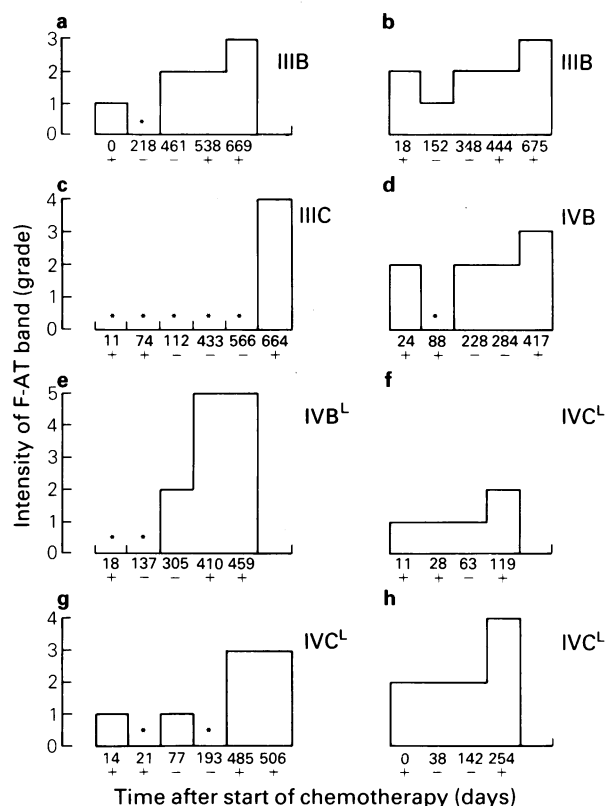 a
IIIB
3
2
1
0
0 218 461 538 669
+ − − + +
b
IIIB
18 152 348 444 675
+ − − + +
c
IIIC
4
3
2
1
0
11 74 112 433 566 664
+ + − − − +
d
IVB
24 88 228 284 417
+ + − − +
e
IVB^L
5
4
3
2
1
0
18 137 305 410 459
+ − − + +
f
IVC^L
11 28 63 119
+ + − +
g
IVC^L
4
3
2
1
0
14 21 77 193 485 506
+ + − − + +
h
IVC^L
0 38 142 254
+ − − +
Intensity of F-AT band (grade)
Time after start of chemotherapy (days)